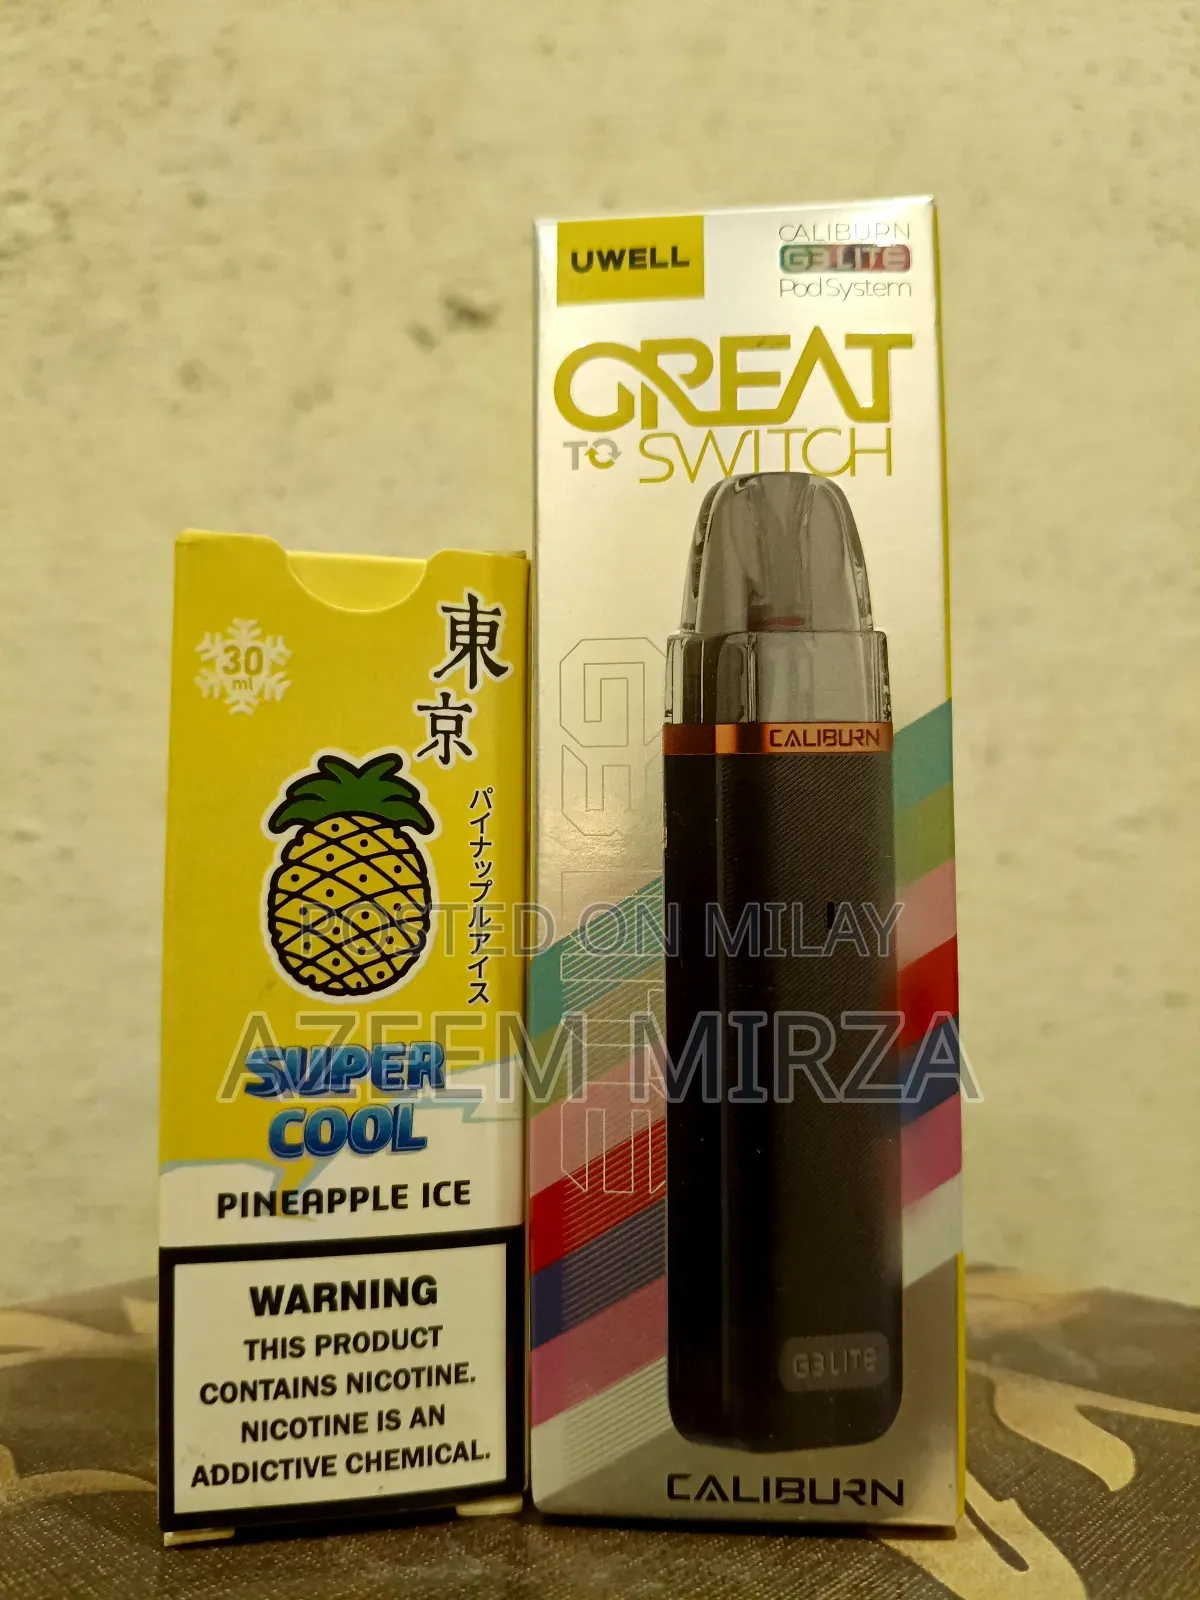 UWELL
CALIBURN
G3 LITE
Pod System
GREAT
TO SWITCH
G3 LITE
CALIBURN
G3 LITE
CALIBURN
30
ml
東京
パイナップルアイス
SUPER
COOL
PINEAPPLE ICE
WARNING
THIS PRODUCT
CONTAINS NICOTINE.
NICOTINE IS AN
ADDICTIVE CHEMICAL.
POSTED ON MILAY
AZEEM MIRZA